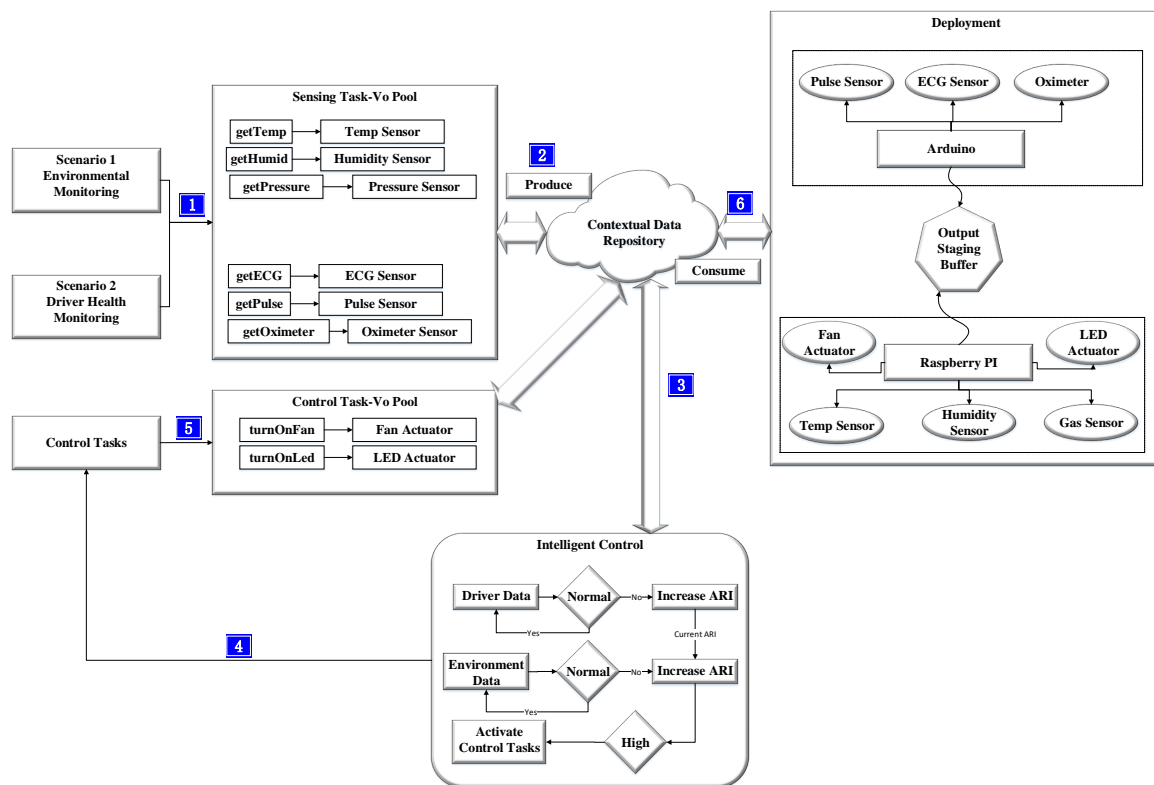 Deployment
Pulse Sensor
ECG Sensor
Oximeter
Arduino
Output
Staging
Buffer
Fan
Actuator
LED
Actuator
Raspberry PI
Temp Sensor
Humidity
Sensor
Gas Sensor
Sensing Task-Vo Pool
getTemp
Temp Sensor
getHumid
Humidity Sensor
getPressure
Pressure Sensor
getECG
ECG Sensor
getPulse
Pulse Sensor
getOximeter
Oximeter Sensor
Scenario 1
Environmental
Monitoring
Scenario 2
Driver Health
Monitoring
1
2
Produce
Contextual Data
Repository
6
Consume
3
Control Tasks
5
Control Task-Vo Pool
turnOnFan
Fan Actuator
turnOnLed
LED Actuator
4
Intelligent Control
Driver Data
Normal
No
Increase ARI
Yes
Current ARI
Environment
Data
Normal
No
Increase ARI
Yes
Activate
Control Tasks
High